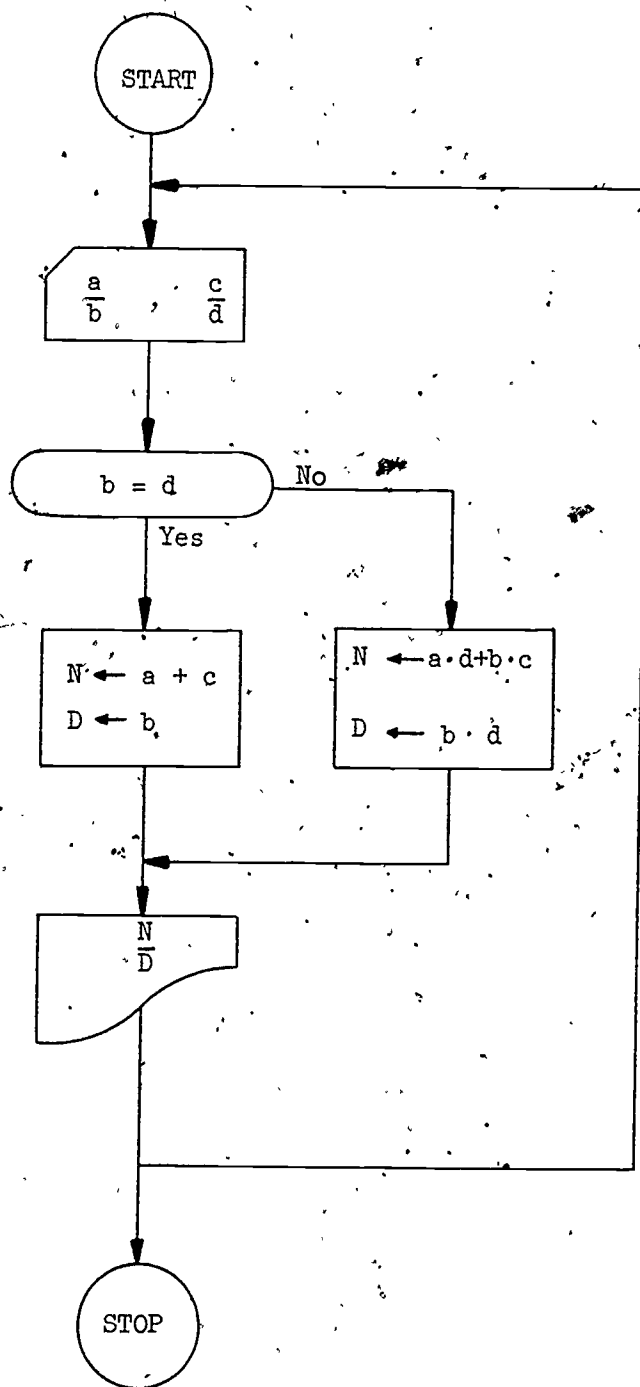 START
a/b , c/d
b = d
No
Yes
N ← a + c
D ← b
N ← a·d+b·c
D ← b · d
N/D
STOP